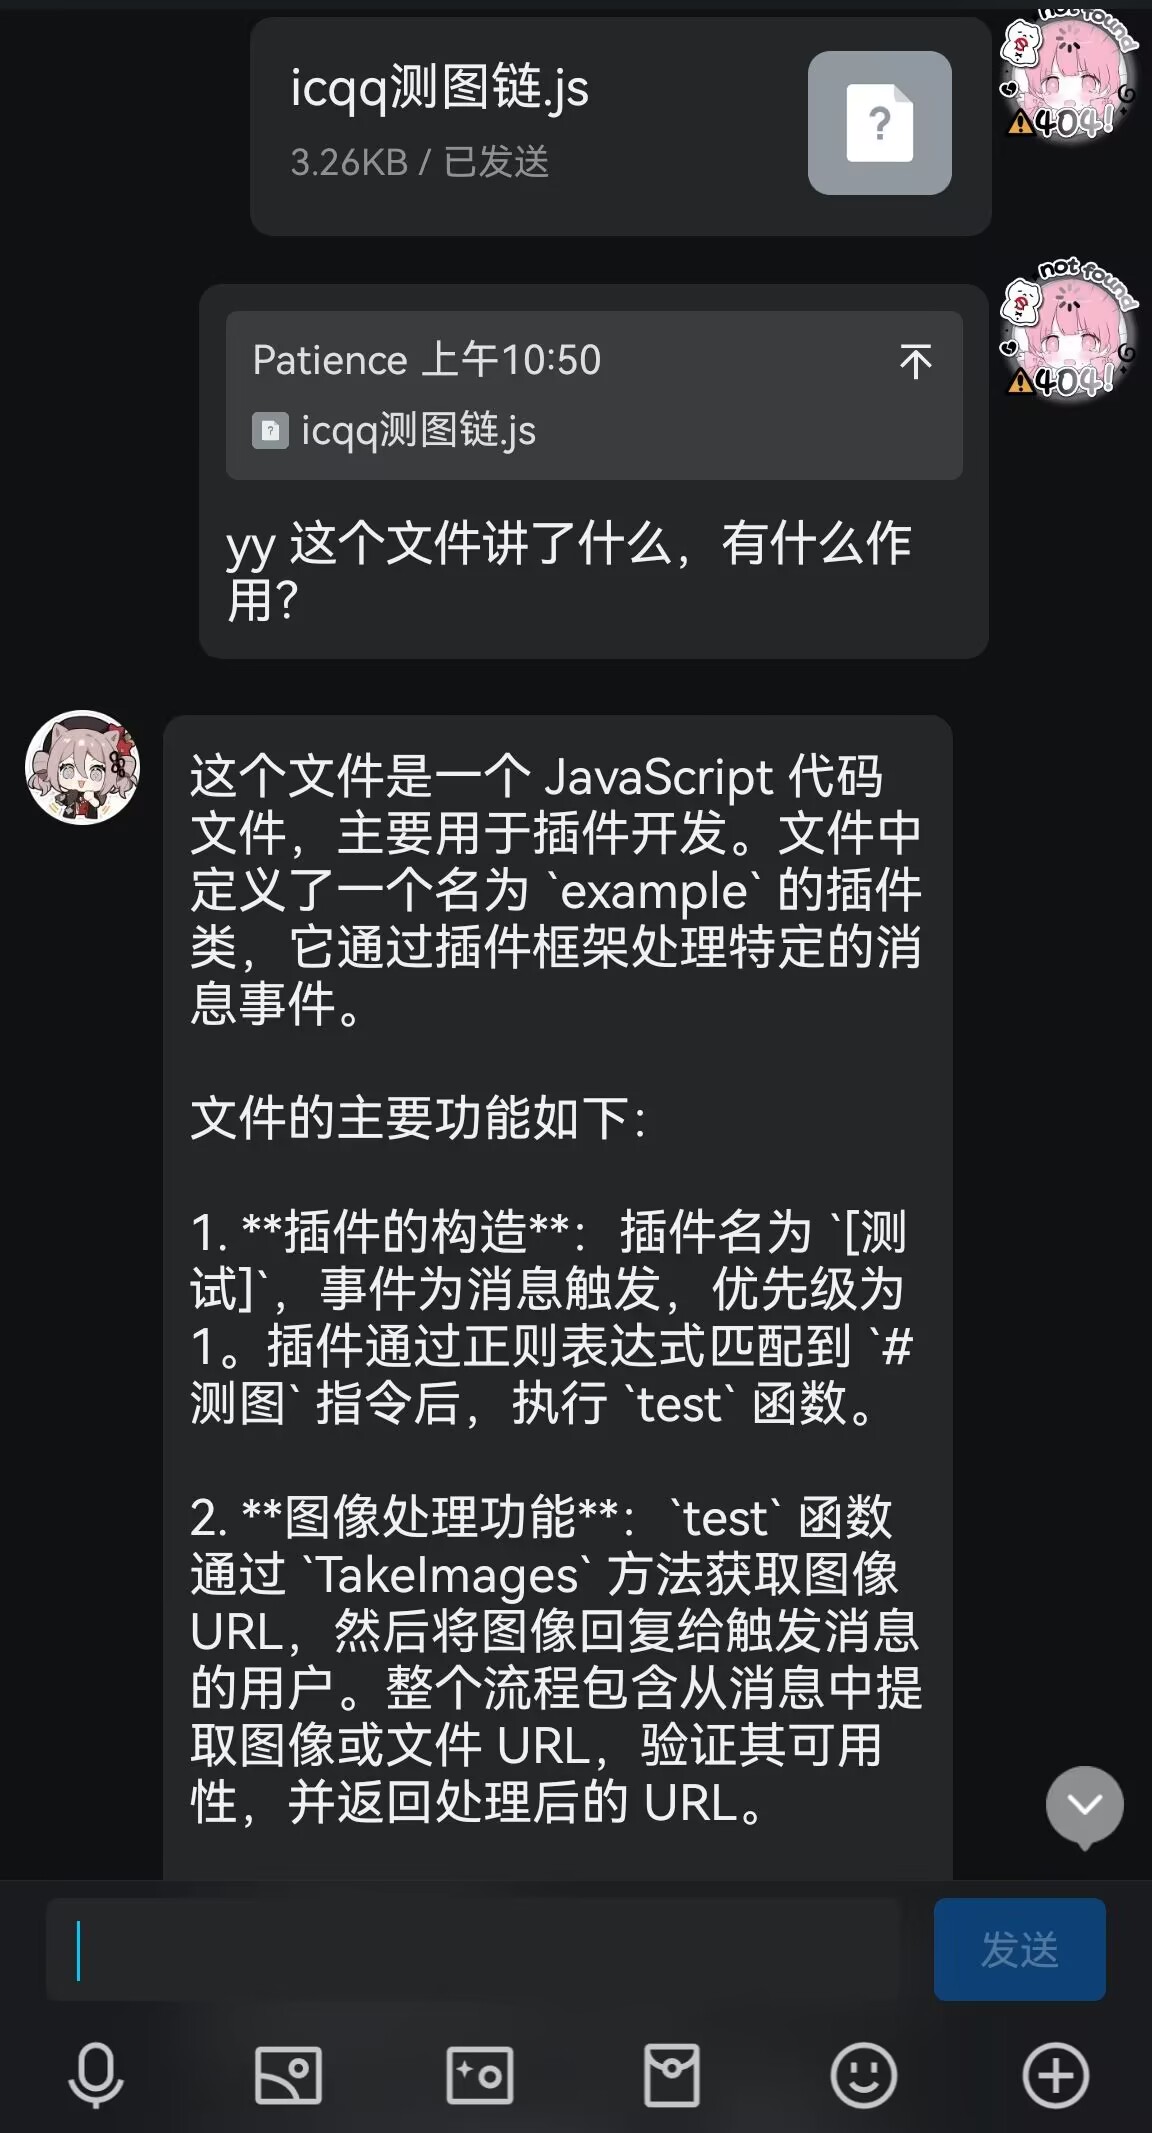 not found
icqq测图链.js
404!
3.26KB / 已发送
not found
Patience 上午10:50
404!
icqq测图链.js
yy 这个文件讲了什么，有什么作
用？
这个文件是一个 JavaScript 代码
文件，主要用于插件开发。文件中
定义了一个名为 `example` 的插件
类，它通过插件框架处理特定的消
息事件。
文件的主要功能如下：
1. **插件的构造**：插件名为 `[测
试]`，事件为消息触发，优先级为
1。插件通过正则表达式匹配到 `#
测图` 指令后，执行 `test` 函数。
2. **图像处理功能**：`test` 函数
通过 `TakeImages` 方法获取图像
URL，然后将图像回复给触发消息
的用户。整个流程包含从消息中提
取图像或文件 URL，验证其可用
性，并返回处理后的 URL。
发送